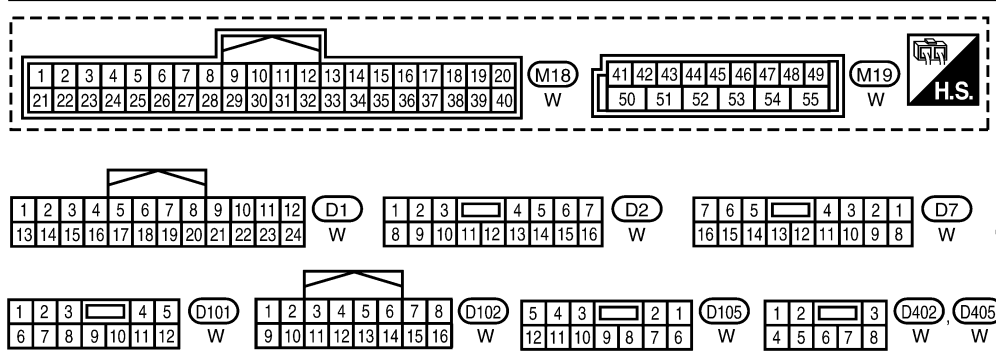 1 2 3 4 5 6 7 8 9 10 11 12 13 14 15 16 17 18 19 20
21 22 23 24 25 26 27 28 29 30 31 32 33 34 35 36 37 38 39 40
M18
W
41 42 43 44 45 46 47 48 49
50 51 52 53 54 55
M19
W
H.S.
1 2 3 4 5 6 7 8 9 10 11 12
13 14 15 16 17 18 19 20 21 22 23 24
D1
W
1 2 3 4 5 6 7
8 9 10 11 12 13 14 15 16
D2
W
7 6 5 4 3 2 1
16 15 14 13 12 11 10 9 8
D7
W
1 2 3 4 5
6 7 8 9 10 11 12
D101
W
1 2 3 4 5 6 7 8
9 10 11 12 13 14 15 16
D102
W
5 4 3 2 1
12 11 10 9 8 7 6
D105
W
1 2 3
4 5 6 7 8
D402 , D405
W W